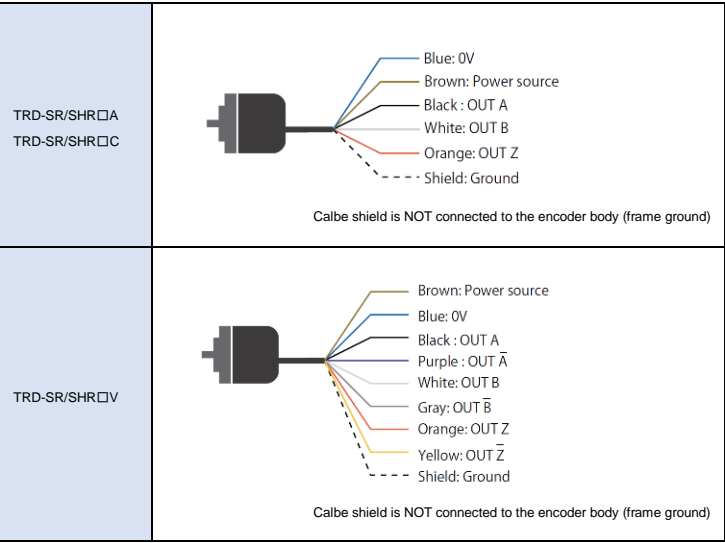 TRD-SR/SHR□A
TRD-SR/SHR□C
Blue: 0V
Brown: Power source
Black : OUT A
White: OUT B
Orange: OUT Z
Shield: Ground
Calbe shield is NOT connected to the encoder body (frame ground)
TRD-SR/SHR□V
Brown: Power source
Blue: 0V
Black : OUT A
Purple : OUT A̅
White: OUT B
Gray: OUT B̅
Orange: OUT Z
Yellow: OUT Z̅
Shield: Ground
Calbe shield is NOT connected to the encoder body (frame ground)